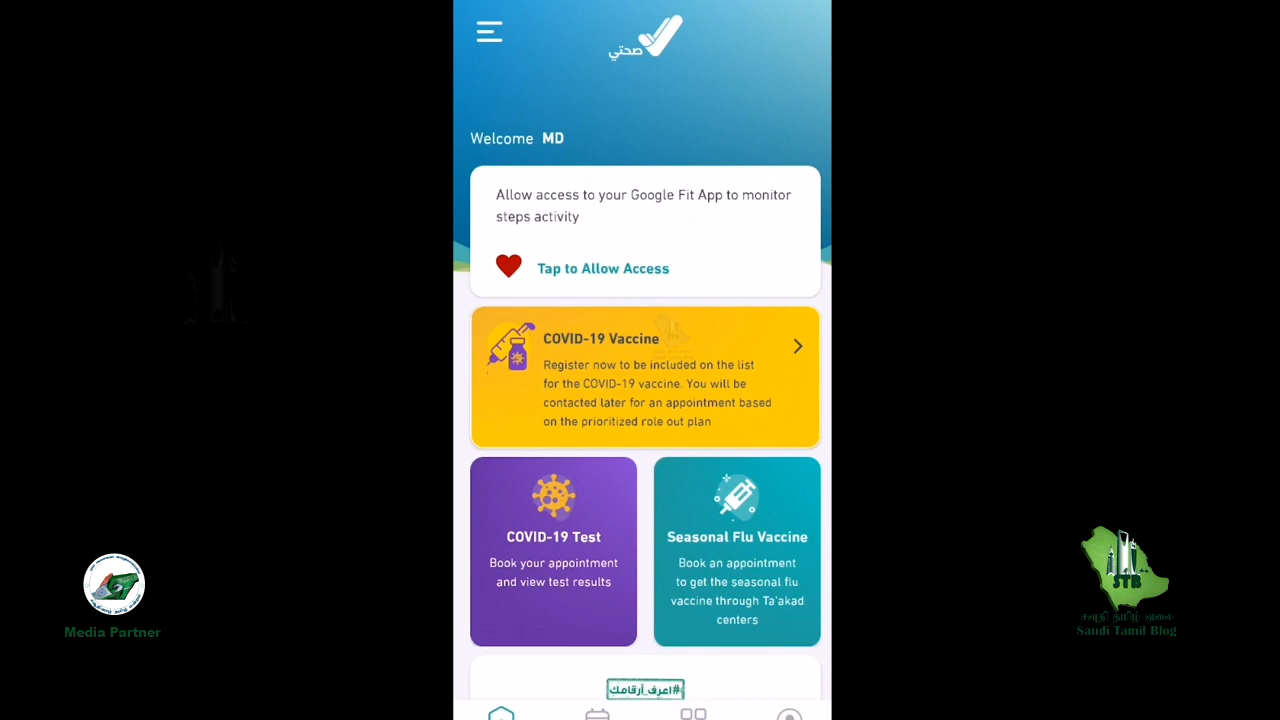 صحتي
Welcome MD
Allow access to your Google Fit App to monitor
steps activity
Tap to Allow Access
COVID-19 Vaccine
Register now to be included on the list
for the COVID-19 vaccine. You will be
contacted later for an appointment based
on the prioritized role out plan
COVID-19 Test
Book your appointment
and view test results
Seasonal Flu Vaccine
Book an appointment
to get the seasonal flu
vaccine through Ta'akad
centers
#اعرف_أرقامك
Media Partner
STB
சவூதி தமிழ் வலை
Saudi Tamil Blog